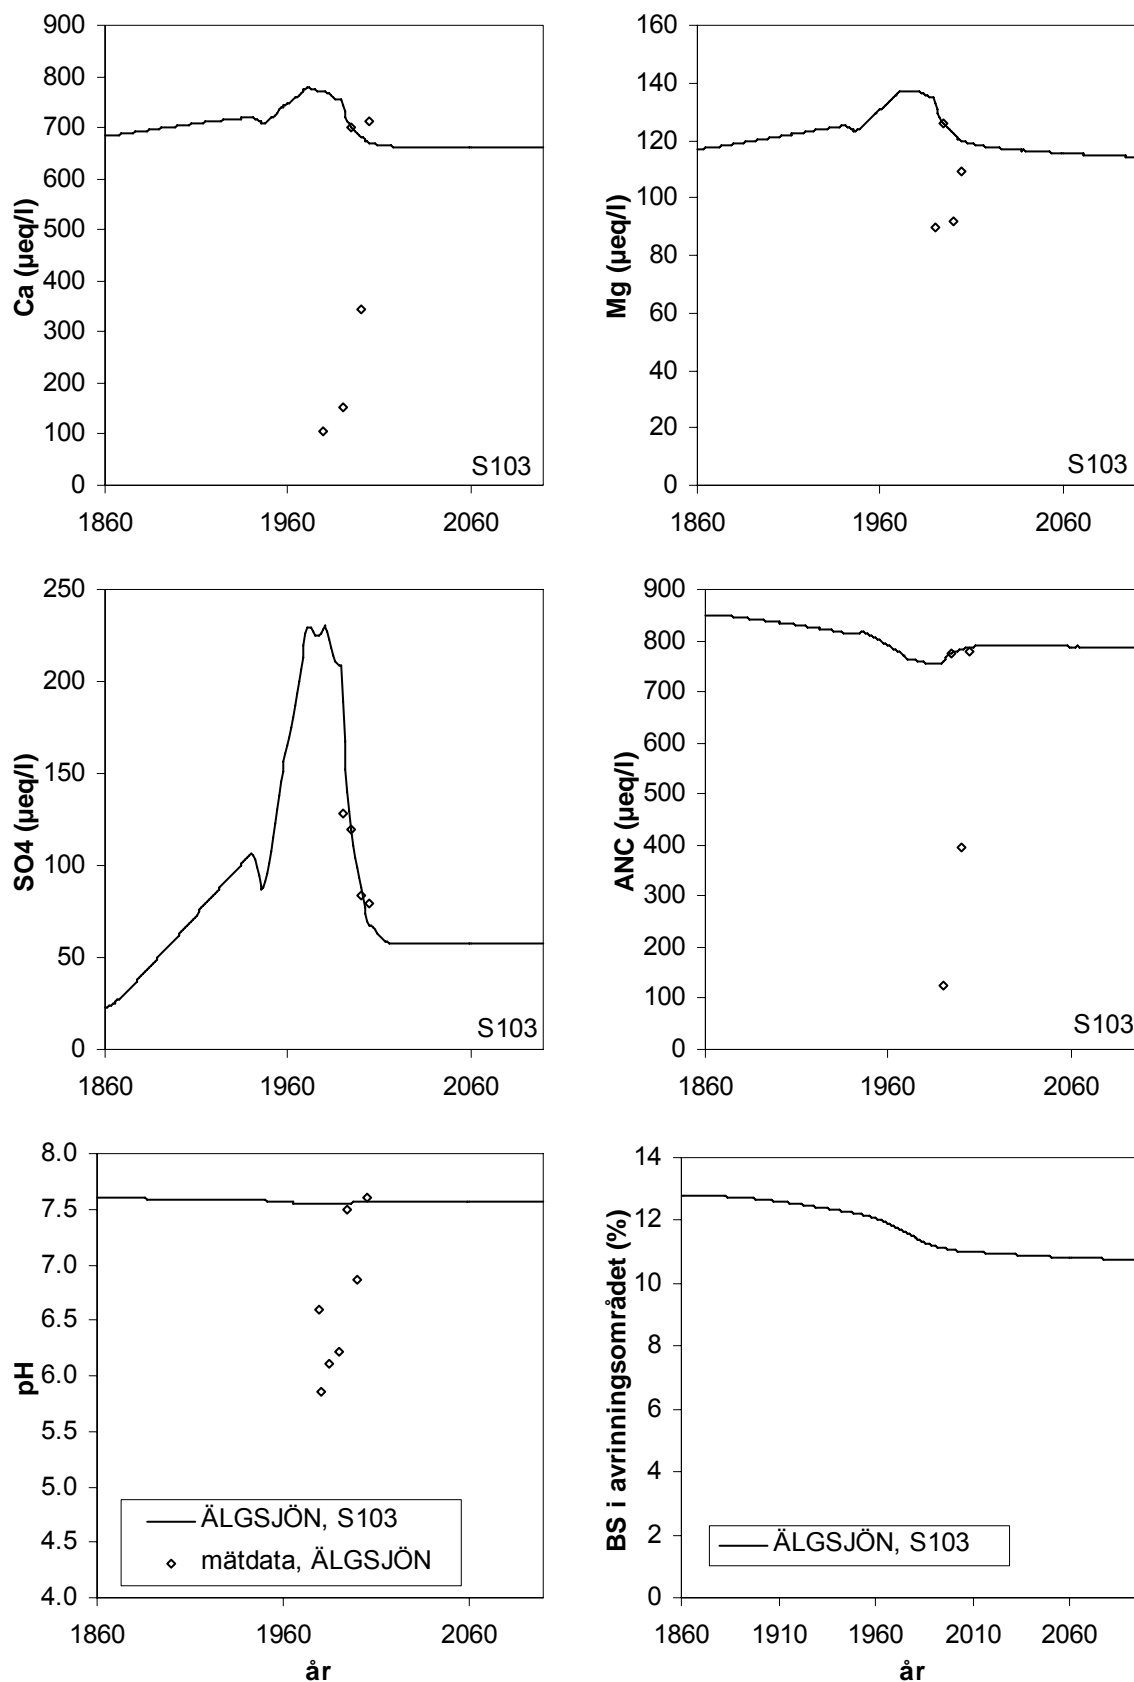 900
800
700
600
500
400
300
200
100
0
Ca (µeq/l)
S103
1860 1960 2060
160
140
120
100
80
60
40
20
0
Mg (µeq/l)
S103
1860 1960 2060
250
200
150
100
50
0
SO4 (µeq/l)
S103
1860 1960 2060
900
800
700
600
500
400
300
200
100
0
ANC (µeq/l)
S103
1860 1960 2060
8.0
7.5
7.0
6.5
6.0
5.5
5.0
4.5
4.0
pH
ÄLGSJÖN, S103
mätdata, ÄLGSJÖN
1860 1960 2060
år
14
12
10
8
6
4
2
0
BS i avrinningsområdet (%)
ÄLGSJÖN, S103
1860 1910 1960 2010 2060
år